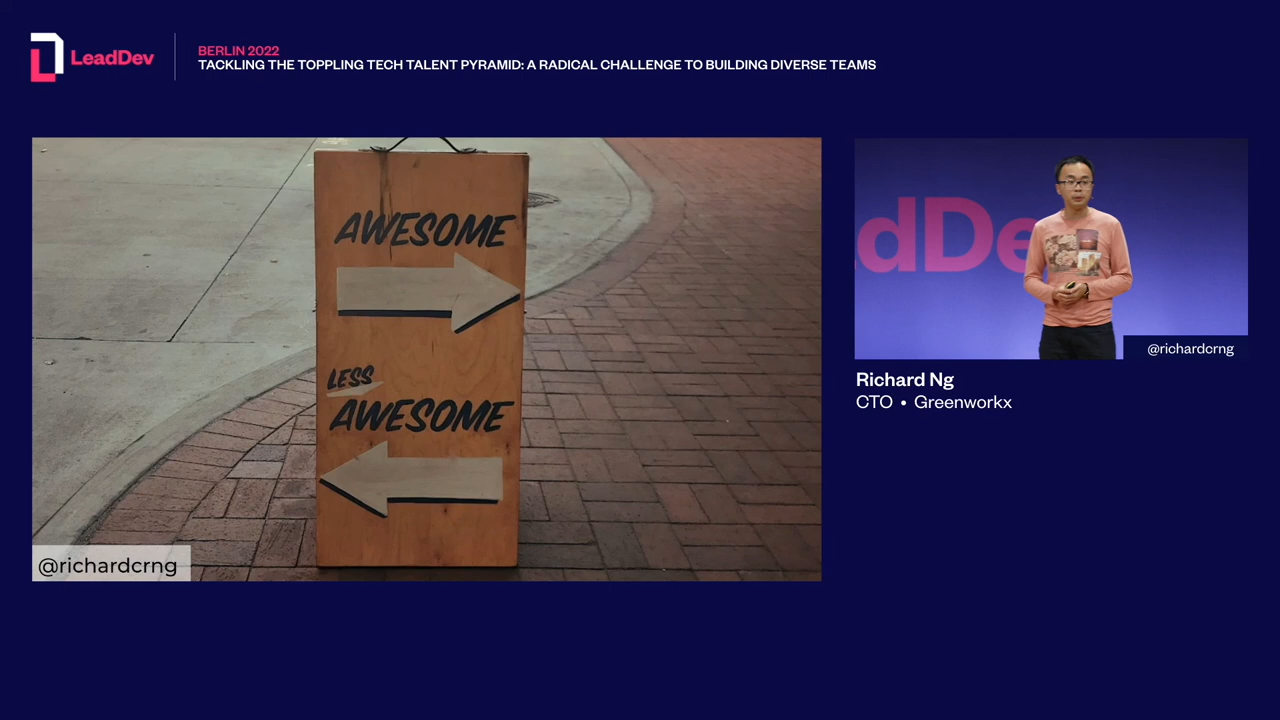 LeadDev
BERLIN 2022
TACKLING THE TOPPLING TECH TALENT PYRAMID: A RADICAL CHALLENGE TO BUILDING DIVERSE TEAMS
AWESOME
LESS
AWESOME
@richardcrng
adDe
@richardcrng
Richard Ng
CTO • Greenworkx